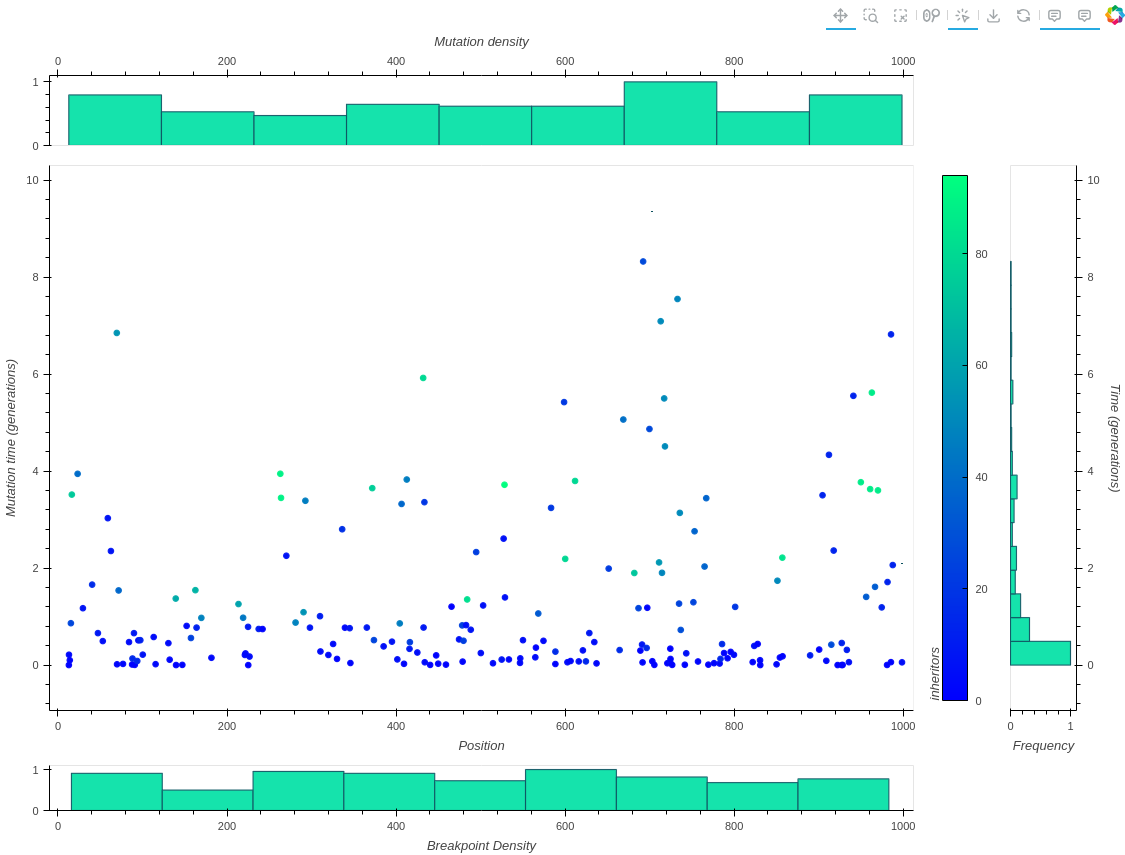 Mutation density
0 200 400 600 800 1000
1
0
10
8
6
4
2
0
Mutation time (generations)
0 200 400 600 800 1000
Position
80
60
40
20
0
inheritors
10
8
6
4
2
0
Time (generations)
0 1
Frequency
1
0
0 200 400 600 800 1000
Breakpoint Density